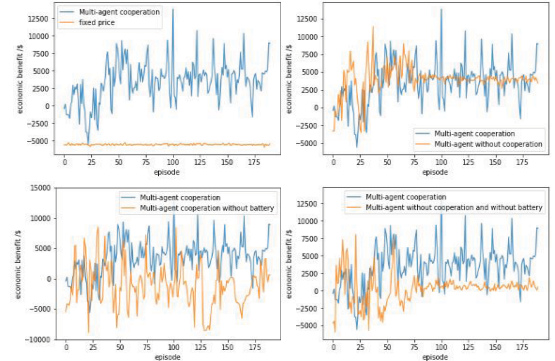 Multi-agent cooperation
fixed price
economic benefit /$
12500
10000
7500
5000
2500
0
−2500
−5000
0 25 50 75 100 125 150 175
episode
economic benefit /$
12500
10000
7500
5000
2500
0
−2500
−5000
Multi-agent cooperation
Multi-agent without cooperation
0 25 50 75 100 125 150 175
episode
Multi-agent cooperation
Multi-agent cooperation without battery
economic benefit /$
15000
10000
5000
0
−5000
−10000
0 25 50 75 100 125 150 175
episode
Multi-agent cooperation
Multi-agent without cooperation and without battery
economic benefit /$
12500
10000
7500
5000
2500
0
−2500
−5000
0 25 50 75 100 125 150 175
episode